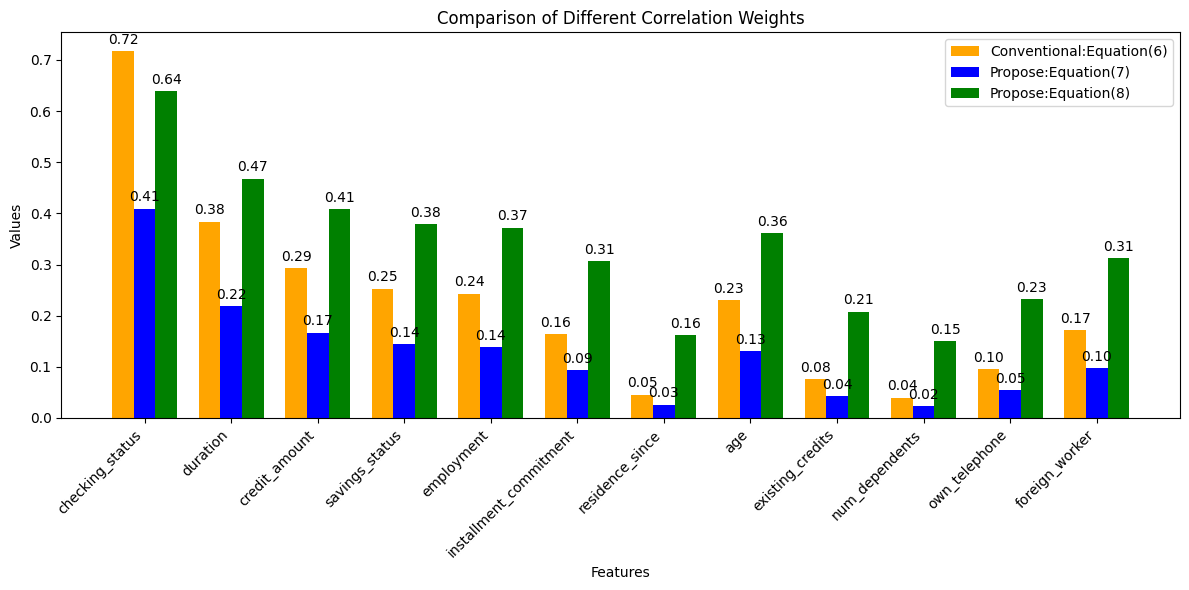 Comparison of Different Correlation Weights
Conventional:Equation(6)
Propose:Equation(7)
Propose:Equation(8)
Values
0.7
0.6
0.5
0.4
0.3
0.2
0.1
0.0
0.72
0.41
0.64
0.38
0.22
0.47
0.29
0.17
0.41
0.25
0.14
0.38
0.24
0.14
0.37
0.16
0.09
0.31
0.05
0.03
0.16
0.23
0.13
0.36
0.08
0.04
0.21
0.04
0.02
0.15
0.10
0.05
0.23
0.17
0.10
0.31
checking_status
duration
credit_amount
savings_status
employment
installment_commitment
residence_since
age
existing_credits
num_dependents
own_telephone
foreign_worker
Features